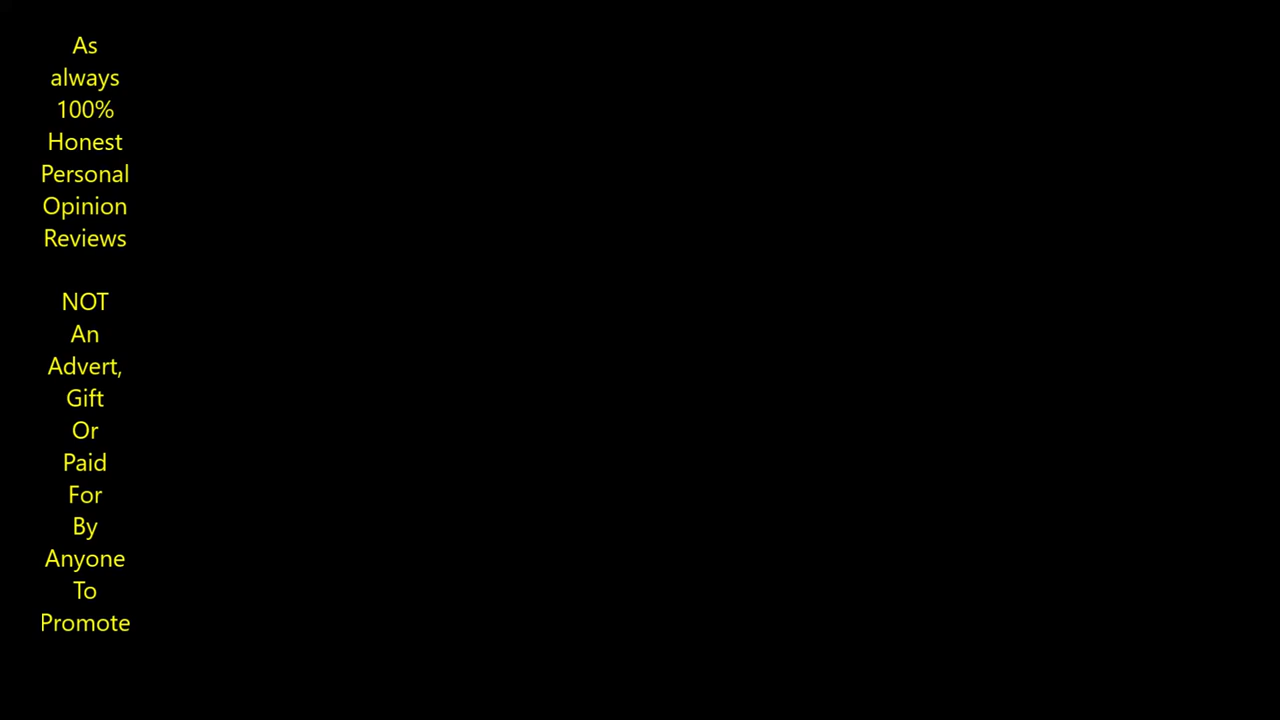 As
always
100%
Honest
Personal
Opinion
Reviews
NOT
An
Advert,
Gift
Or
Paid
For
By
Anyone
To
Promote